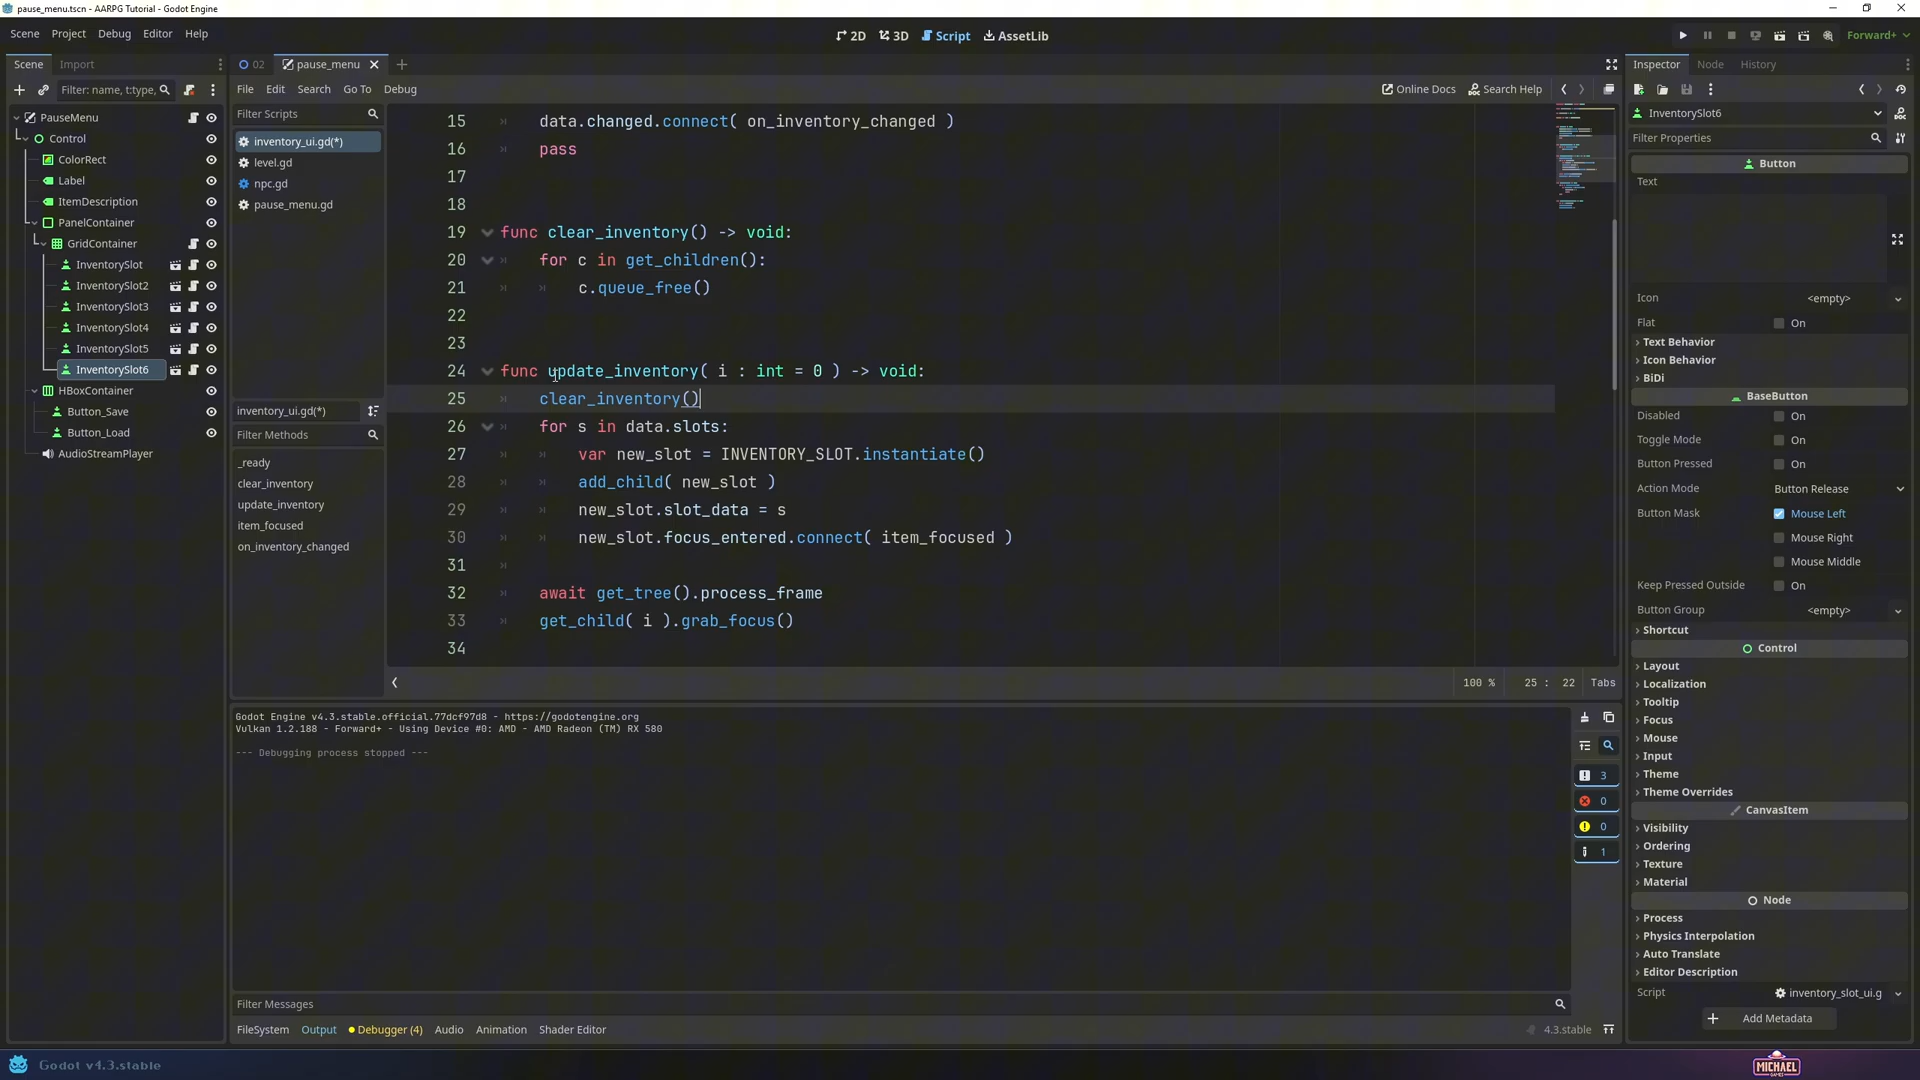 pause_menu.tscn - AARPG Tutorial - Godot Engine
Scene Project Debug Editor Help
2D 3D Script AssetLib
Forward+
Scene Import
02 pause_menu
Inspector Node History
Filter: name, t:type,
File Edit Search Go To Debug
Online Docs Search Help
PauseMenu
Control
ColorRect
Label
ItemDescription
PanelContainer
GridContainer
InventorySlot
InventorySlot2
InventorySlot3
InventorySlot4
InventorySlot5
InventorySlot6
HBoxContainer
Button_Save
Button_Load
AudioStreamPlayer
Filter Scripts
inventory_ui.gd(*)
level.gd
npc.gd
pause_menu.gd
inventory_ui.gd(*)
Filter Methods
_ready
clear_inventory
update_inventory
item_focused
on_inventory_changed
15 data.changed.connect( on_inventory_changed )
16 pass
17
18
19 func clear_inventory() -> void:
20 for c in get_children():
21 c.queue_free()
22
23
24 func update_inventory( i : int = 0 ) -> void:
25 clear_inventory()
26 for s in data.slots:
27 var new_slot = INVENTORY_SLOT.instantiate()
28 add_child( new_slot )
29 new_slot.slot_data = s
30 new_slot.focus_entered.connect( item_focused )
31
32 await get_tree().process_frame
33 get_child( i ).grab_focus()
34
100 % 25 : 22 Tabs
Godot Engine v4.3.stable.official.77dcf97d8 - https://godotengine.org
Vulkan 1.2.188 - Forward+ - Using Device #0: AMD - AMD Radeon (TM) RX 580
--- Debugging process stopped ---
3
0
0
1
Filter Messages
FileSystem Output Debugger (4) Audio Animation Shader Editor
4.3.stable
InventorySlot6
Filter Properties
Button
Text
Icon <empty>
Flat On
Text Behavior
Icon Behavior
BiDi
BaseButton
Disabled On
Toggle Mode On
Button Pressed On
Action Mode Button Release
Button Mask Mouse Left
Mouse Right
Mouse Middle
Keep Pressed Outside On
Button Group <empty>
Shortcut
Control
Layout
Localization
Tooltip
Focus
Mouse
Input
Theme
Theme Overrides
CanvasItem
Visibility
Ordering
Texture
Material
Node
Process
Physics Interpolation
Auto Translate
Editor Description
Script inventory_slot_ui.g
Add Metadata
Godot v4.3.stable
MICHAEL
GAMES